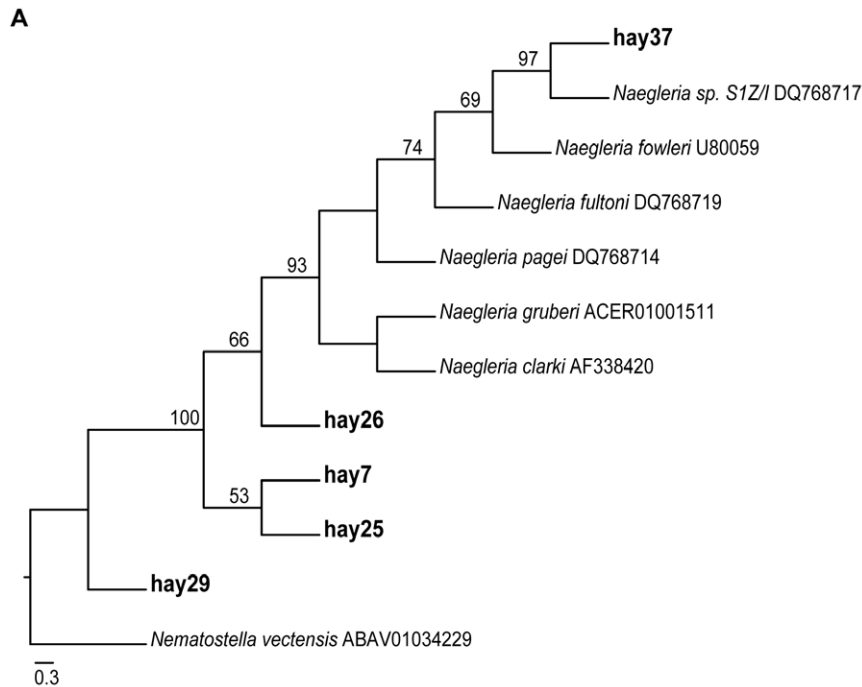 A
hay37
97
Naegleria sp. S1Z/I DQ768717
69
Naegleria fowleri U80059
74
Naegleria fultoni DQ768719
Naegleria pagei DQ768714
93
Naegleria gruberi ACER01001511
66
Naegleria clarki AF338420
100
hay26
hay7
53
hay25
hay29
Nematostella vectensis ABAV01034229
0.3